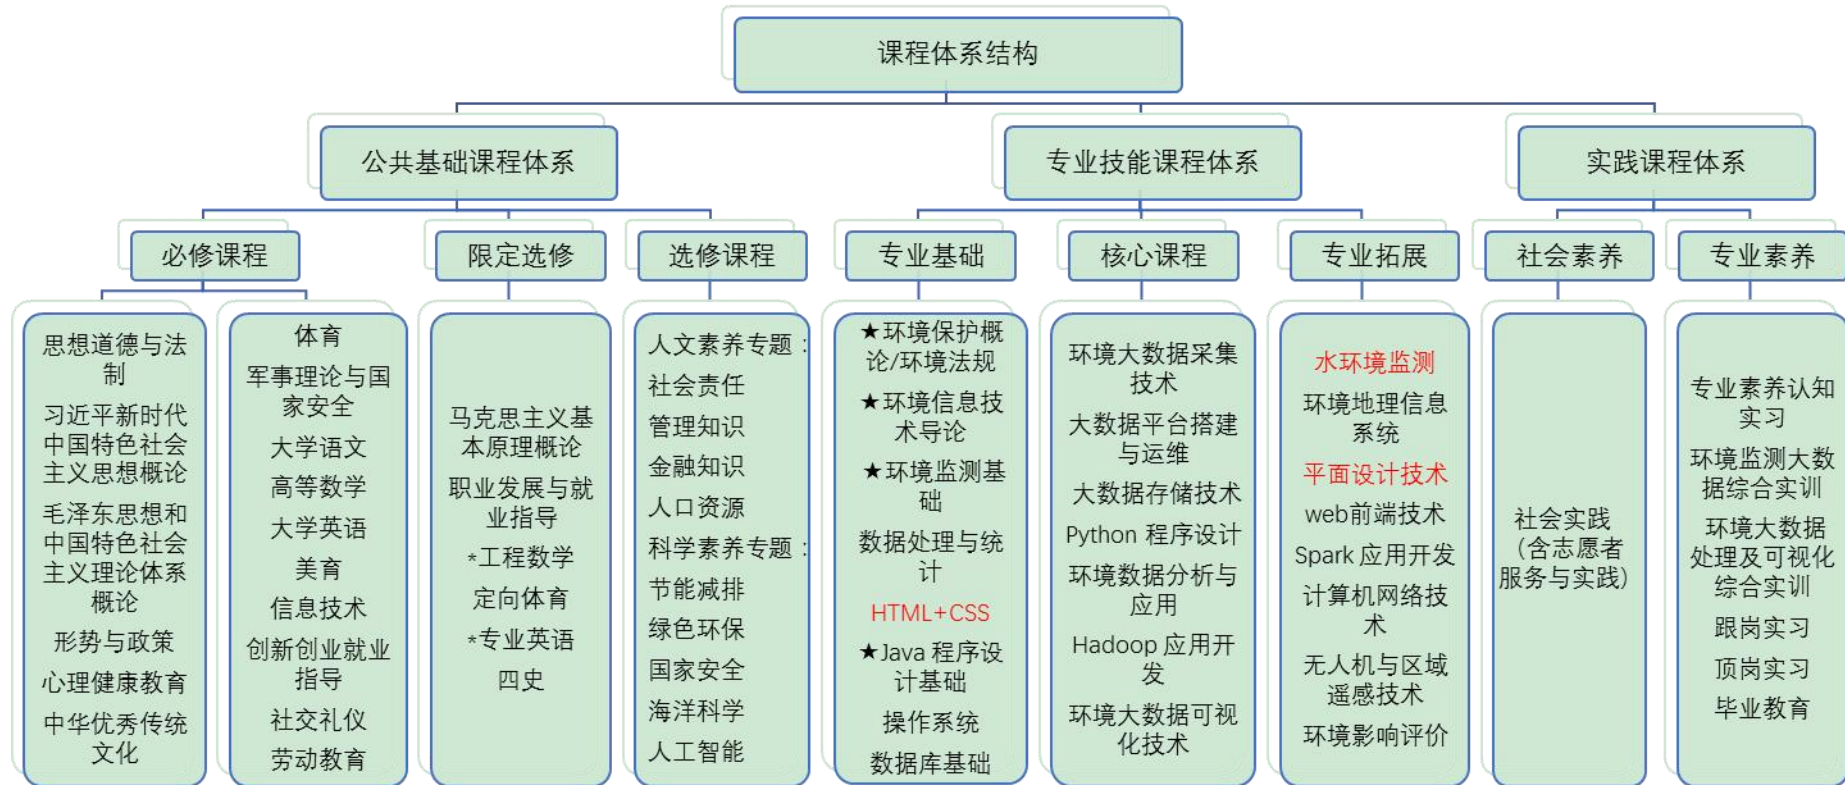 课程体系结构
公共基础课程体系
专业技能课程体系
实践课程体系
必修课程
限定选修
选修课程
专业基础
核心课程
专业拓展
社会素养
专业素养
思想道德与法
制
习近平新时代
中国特色社会
主义思想概论
毛泽东思想和
中国特色社会
主义理论体系
概论
形势与政策
心理健康教育
中华优秀传统
文化
体育
军事理论与国
家安全
大学语文
高等数学
大学英语
美育
信息技术
创新创业就业
指导
社交礼仪
劳动教育
马克思主义基
本原理概论
职业发展与就
业指导
*工程数学
定向体育
*专业英语
四史
人文素养专题：
社会责任
管理知识
金融知识
人口资源
科学素养专题：
节能减排
绿色环保
国家安全
海洋科学
人工智能
★环境保护概
论/环境法规
★环境信息技
术导论
★环境监测基
础
数据处理与统
计
HTML+CSS
★Java 程序设
计基础
操作系统
数据库基础
环境大数据采集
技术
大数据平台搭建
与运维
大数据存储技术
Python 程序设计
环境数据分析与
应用
Hadoop 应用开
发
环境大数据可视
化技术
水环境监测
环境地理信息
系统
平面设计技术
web前端技术
Spark 应用开发
计算机网络技
术
无人机与区域
遥感技术
环境影响评价
社会实践
（含志愿者
服务与实践）
专业素养认知
实习
环境监测大数
据综合实训
环境大数据
处理及可视化
综合实训
跟岗实习
顶岗实习
毕业教育